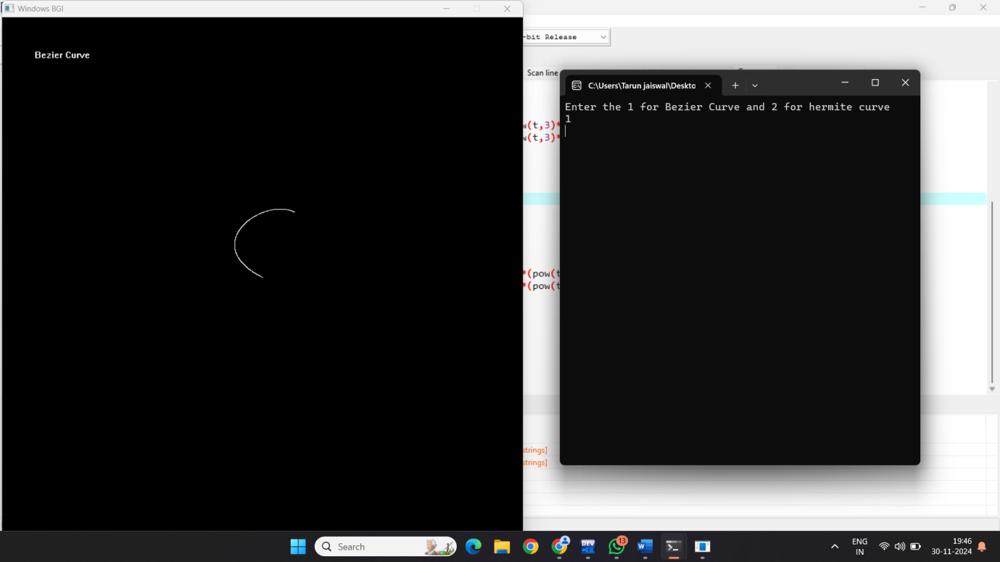 Windows BGI
Bezier Curve
-bit Release
Scan line
(t,3)*
(t,3)*
*(pow(t
*(pow(t
strings]
strings]
C:\Users\Tarun jaiswal\Deskto
Enter the 1 for Bezier Curve and 2 for hermite curve
1
Search
DEV
13
ENG
IN
19:46
30-11-2024